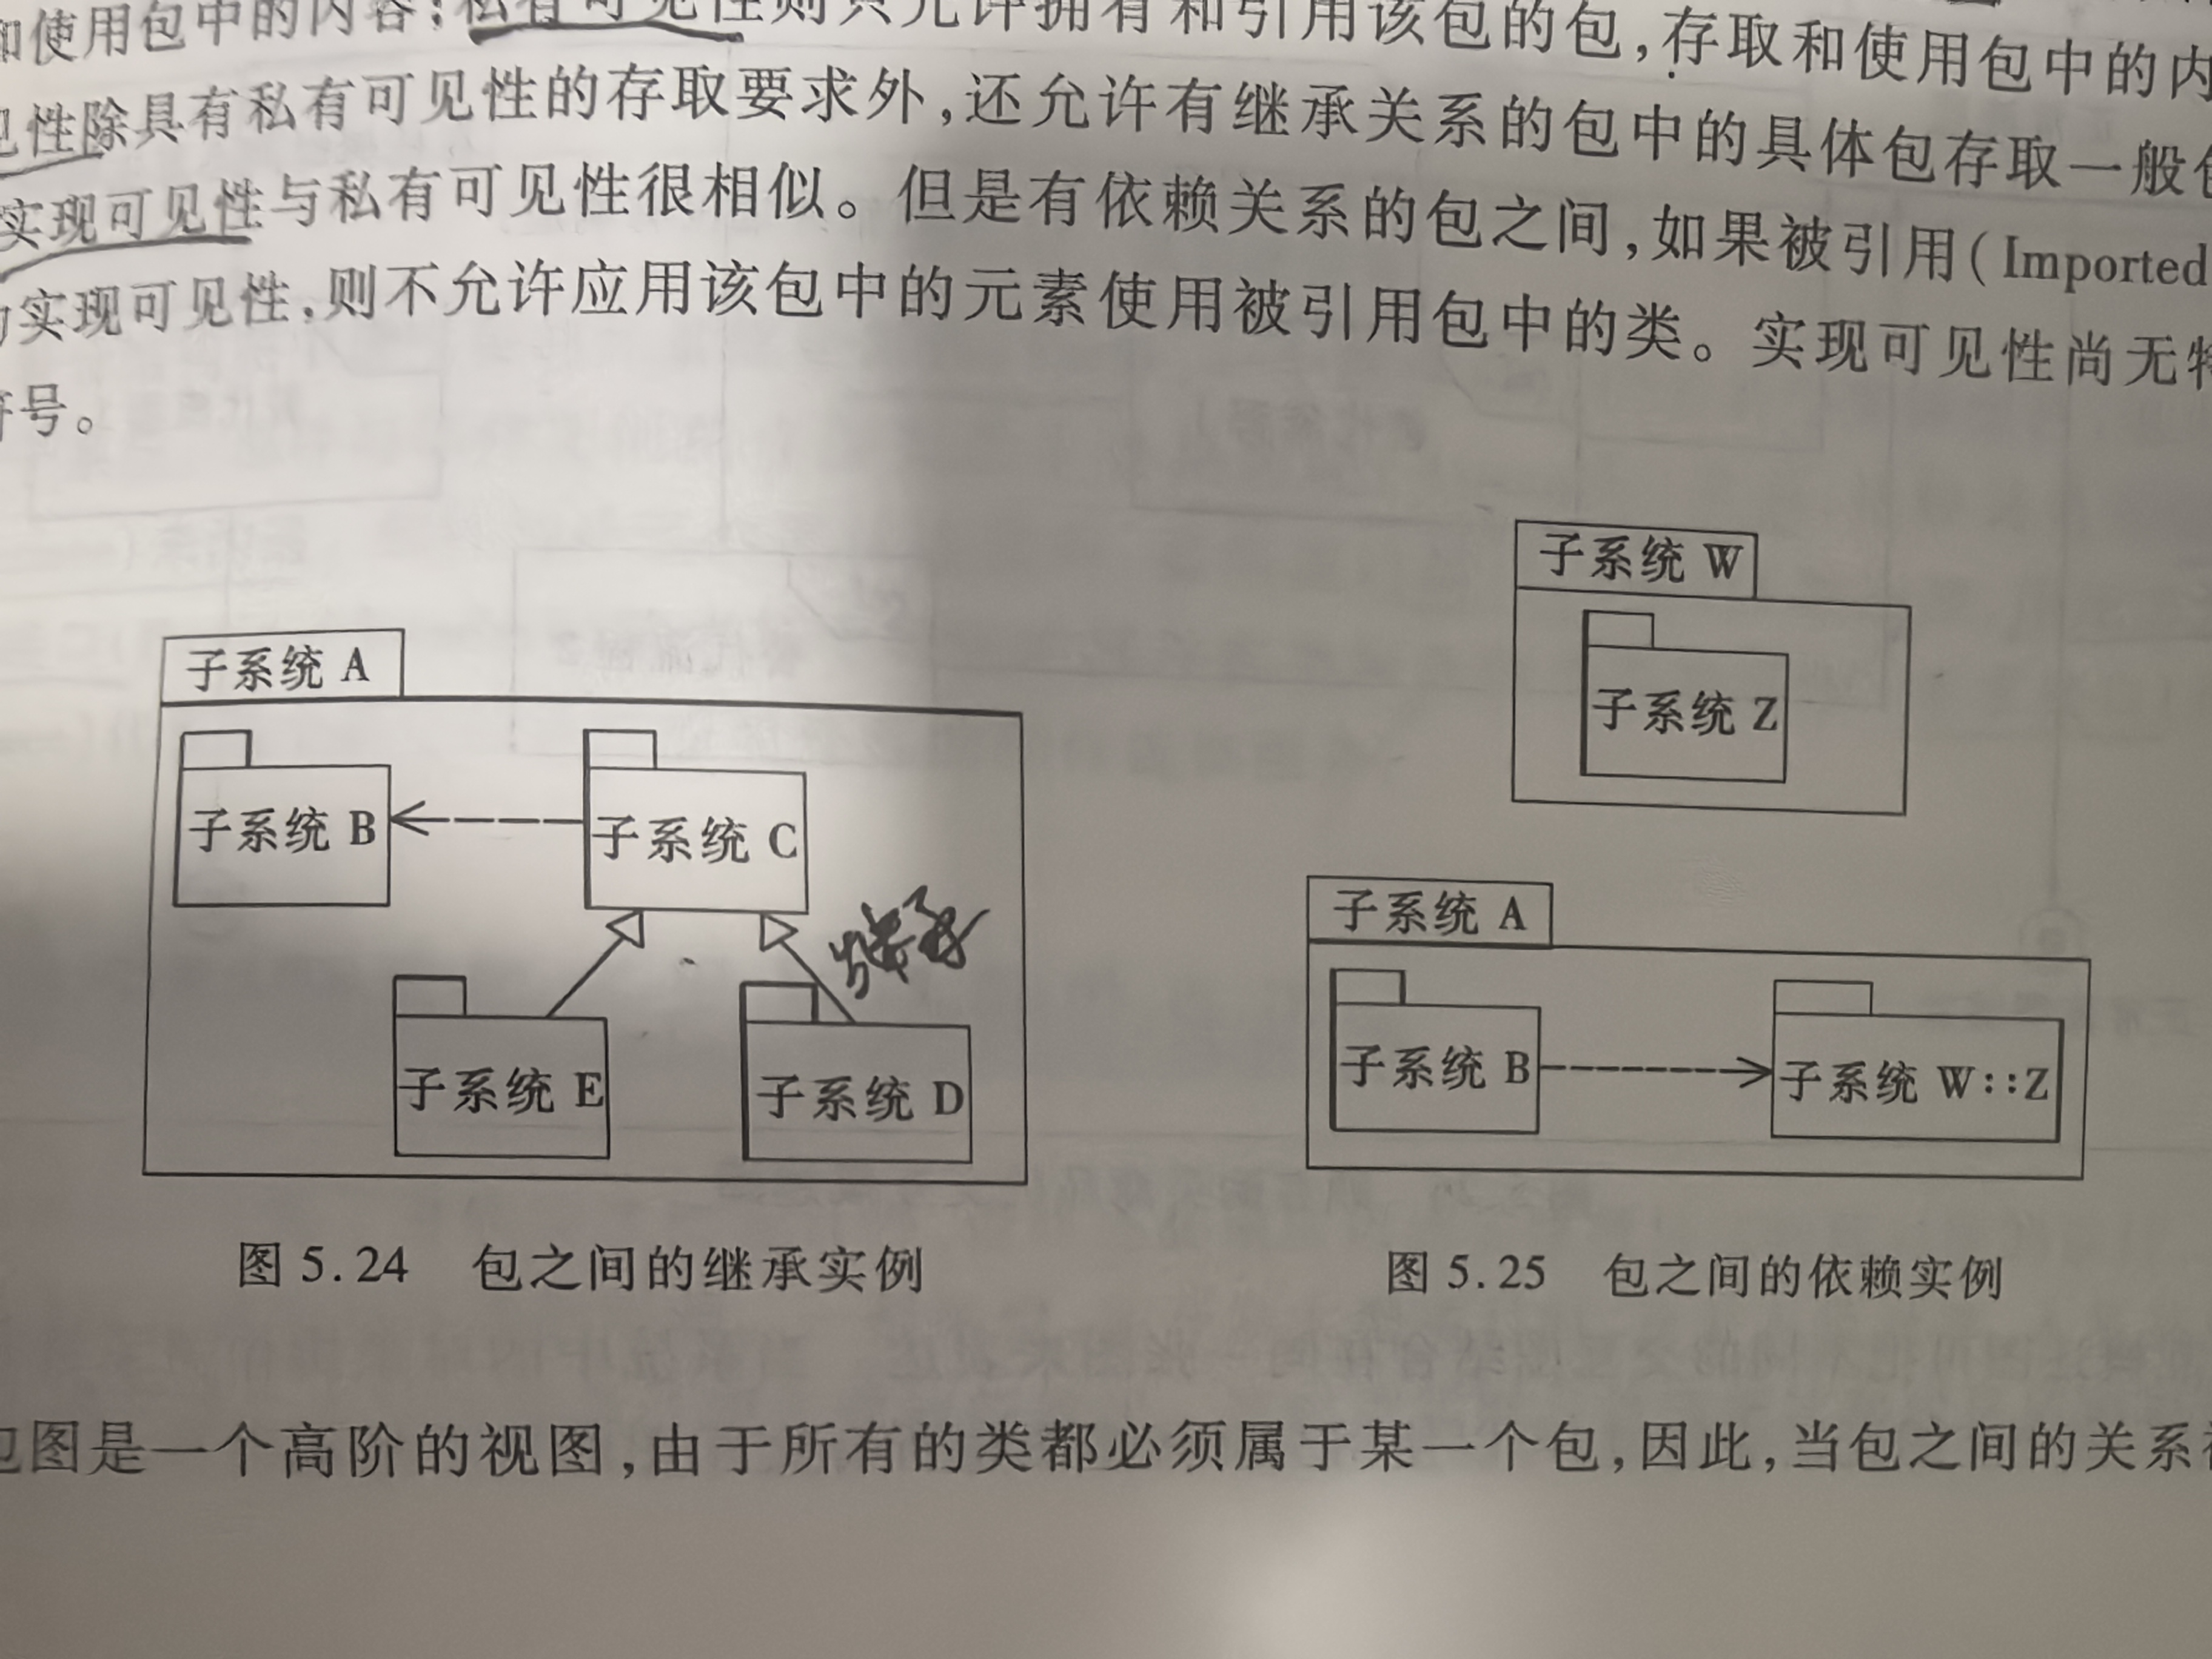 和使用包中的内容;私有可见性则只允许拥有和引用该包的包,存取和使用包中的内
见性除具有私有可见性的存取要求外,还允许有继承关系的包中的具体包存取一般包
实现可见性与私有可见性很相似。但是有依赖关系的包之间,如果被引用(Imported
为实现可见性,则不允许应用该包中的元素使用被引用包中的类。实现可见性尚无特
符号。
子系统 A
子系统 B
子系统 C
继承
子系统 E
子系统 D
图 5.24 包之间的继承实例
子系统 W
子系统 Z
子系统 A
子系统 B
子系统 W::Z
图 5.25 包之间的依赖实例
包图是一个高阶的视图,由于所有的类都必须属于某一个包,因此,当包之间的关系